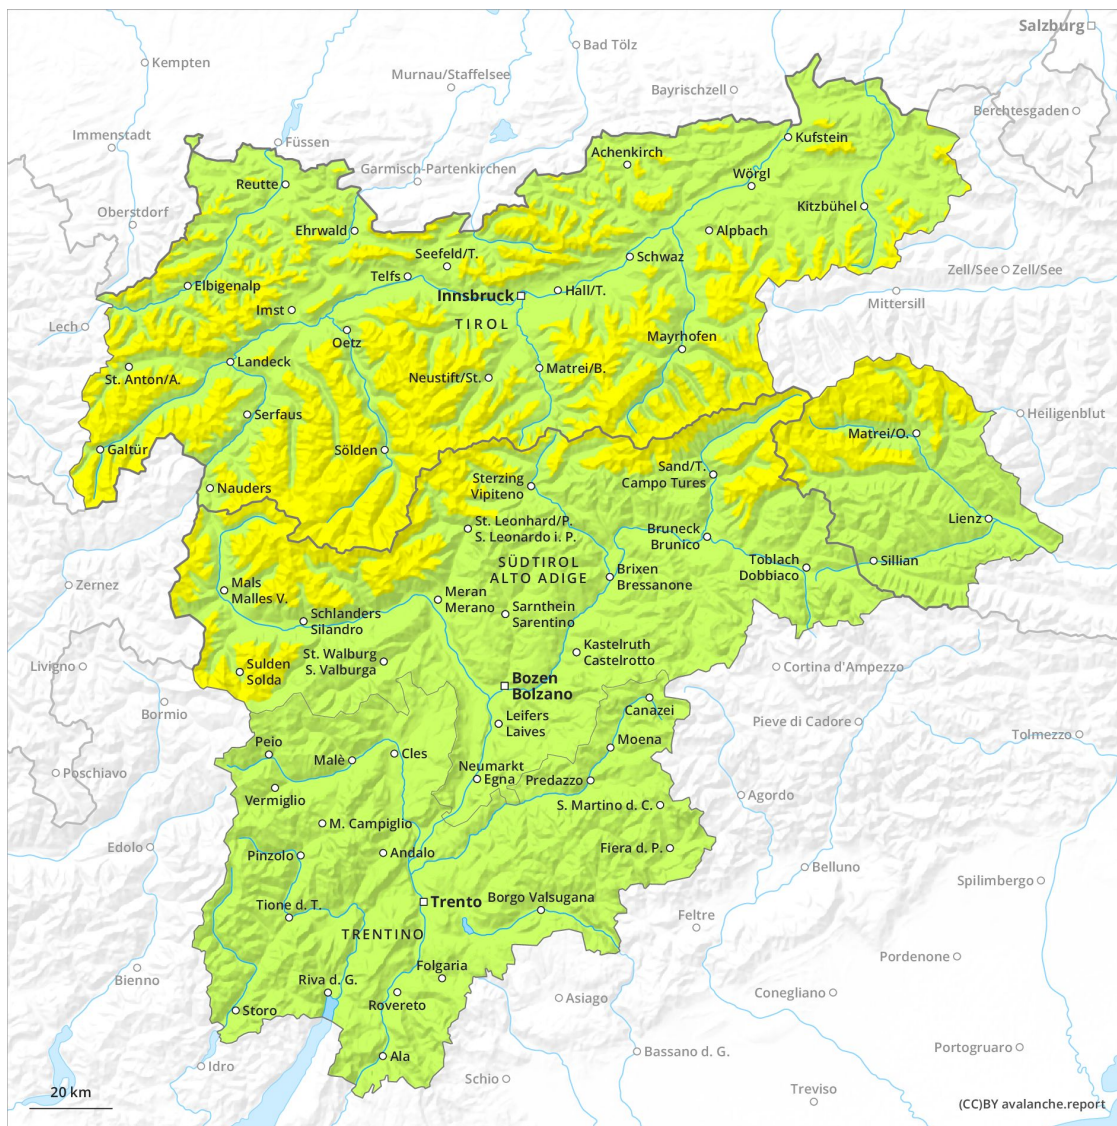 Salzburg
Bad Tölz
Kempten
Murnau/Staffelsee
Bayrischzell
Berchtesgaden
Immenstadt
Füssen
Kufstein
Achenkirch
Garmisch-Partenkirchen
Wörgl
Reutte
Oberstdorf
Kitzbühel
Ehrwald
Alpbach
Seefeld/T.
Schwaz
Zell/See
Zell/See
Telfs
Elbigenalp
Hall/T.
Innsbruck
Mittersill
Imst
TIROL
Lech
Oetz
Mayrhofen
Landeck
Matrei/B.
St. Anton/A.
Neustift/St.
Serfaus
Heiligenblut
Matrei/O.
Galtür
Sölden
Sand/T.
Campo Tures
Sterzing
Vipiteno
Nauders
Lienz
St. Leonhard/P.
S. Leonardo i. P.
Bruneck
Brunico
Toblach
Dobbiaco
Sillian
SÜDTIROL
ALTO ADIGE
Brixen
Bressanone
Zernez
Mals
Malles V.
Meran
Merano
Schlanders
Silandro
Sarnthein
Sarentino
Kastelruth
Castelrotto
St. Walburg
S. Valburga
Livigno
Sulden
Solda
Cortina d'Ampezzo
Bozen
Bolzano
Canazei
Bormio
Leifers
Laives
Pieve di Cadore
Tolmezzo
Moena
Peio
Cles
Malè
Neumarkt
Egna
Poschiavo
Predazzo
Vermiglio
Agordo
S. Martino d. C.
M. Campiglio
Edolo
Fiera d. P.
Pinzolo
Andalo
Belluno
Spilimbergo
Borgo Valsugana
Trento
Tione d. T.
Feltre
TRENTINO
Pordenone
Folgaria
Bienno
Riva d. G.
Conegliano
Rovereto
Asiago
Storo
Portogruaro
Bassano d. G.
Ala
Idro
Schio
Treviso
20 km
(CC)BY avalanche.report